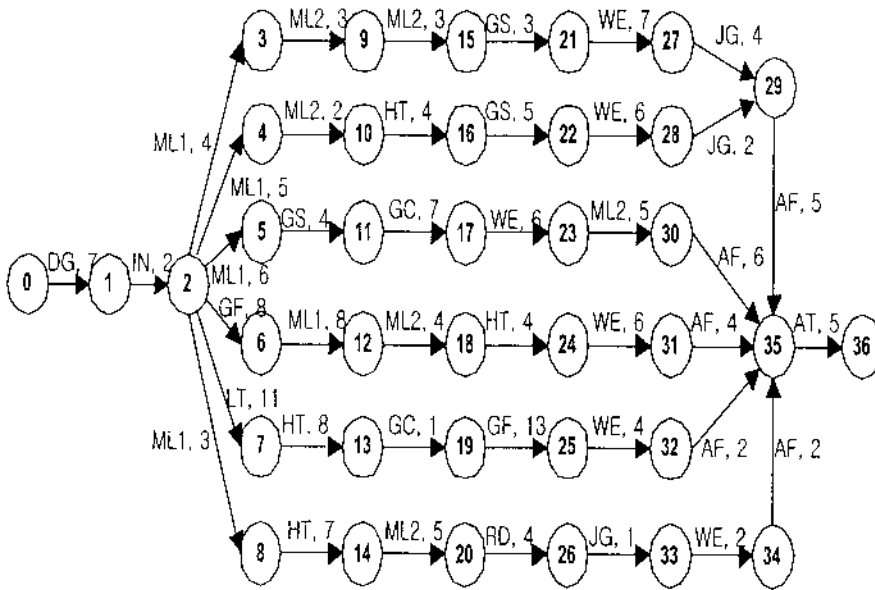 3 ML2, 3 9 ML2, 3 15 GS, 3 21 WE, 7 27 JG, 4
29
ML1, 4 4 ML2, 2 10 HT, 4 16 GS, 5 22 WE, 6 28 JG, 2
ML1, 5 5 GS, 4 11 GC, 7 17 WE, 6 23 ML2, 5 30 AF, 5
0 DG, 7 1 IN, 2 2 ML1, 6 AF, 6
GF, 8 6 ML1, 8 12 ML2, 4 18 HT, 4 24 WE, 6 31 AF, 4 35 AT, 5 36
LT, 11 7 HT, 8 13 GC, 1 19 GF, 13 25 WE, 4 32 AF, 2 AF, 2
ML1, 3 8 HT, 7 14 ML2, 5 20 RD, 4 26 JG, 1 33 WE, 2 34